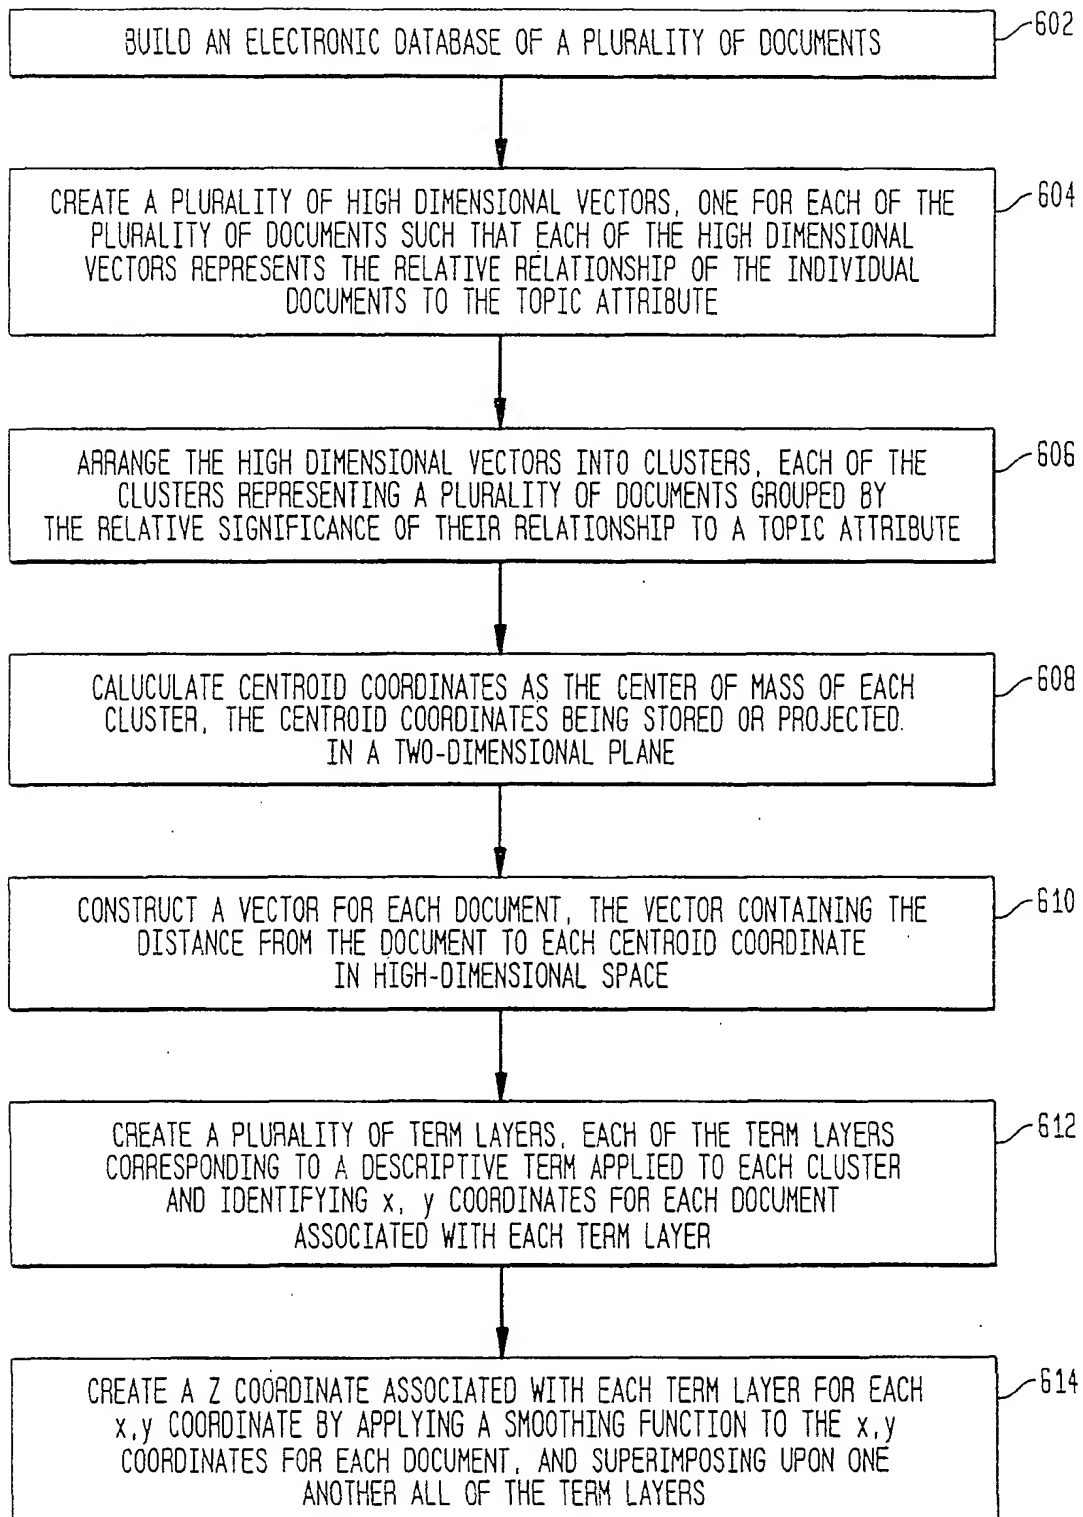 BUILD AN ELECTRONIC DATABASE OF A PLURALITY OF DOCUMENTS
602
CREATE A PLURALITY OF HIGH DIMENSIONAL VECTORS, ONE FOR EACH OF THE
PLURALITY OF DOCUMENTS SUCH THAT EACH OF THE HIGH DIMENSIONAL
VECTORS REPRESENTS THE RELATIVE RELATIONSHIP OF THE INDIVIDUAL
DOCUMENTS TO THE TOPIC ATTRIBUTE
604
ARRANGE THE HIGH DIMENSIONAL VECTORS INTO CLUSTERS, EACH OF THE
CLUSTERS REPRESENTING A PLURALITY OF DOCUMENTS GROUPED BY
THE RELATIVE SIGNIFICANCE OF THEIR RELATIONSHIP TO A TOPIC ATTRIBUTE
606
CALUCULATE CENTROID COORDINATES AS THE CENTER OF MASS OF EACH
CLUSTER, THE CENTROID COORDINATES BEING STORED OR PROJECTED.
IN A TWO-DIMENSIONAL PLANE
608
CONSTRUCT A VECTOR FOR EACH DOCUMENT, THE VECTOR CONTAINING THE
DISTANCE FROM THE DOCUMENT TO EACH CENTROID COORDINATE
IN HIGH-DIMENSIONAL SPACE
610
CREATE A PLURALITY OF TERM LAYERS, EACH OF THE TERM LAYERS
CORRESPONDING TO A DESCRIPTIVE TERM APPLIED TO EACH CLUSTER
AND IDENTIFYING x, y COORDINATES FOR EACH DOCUMENT
ASSOCIATED WITH EACH TERM LAYER
612
CREATE A Z COORDINATE ASSOCIATED WITH EACH TERM LAYER FOR EACH
x,y COORDINATE BY APPLYING A SMOOTHING FUNCTION TO THE x,y
COORDINATES FOR EACH DOCUMENT, AND SUPERIMPOSING UPON ONE
ANOTHER ALL OF THE TERM LAYERS
614